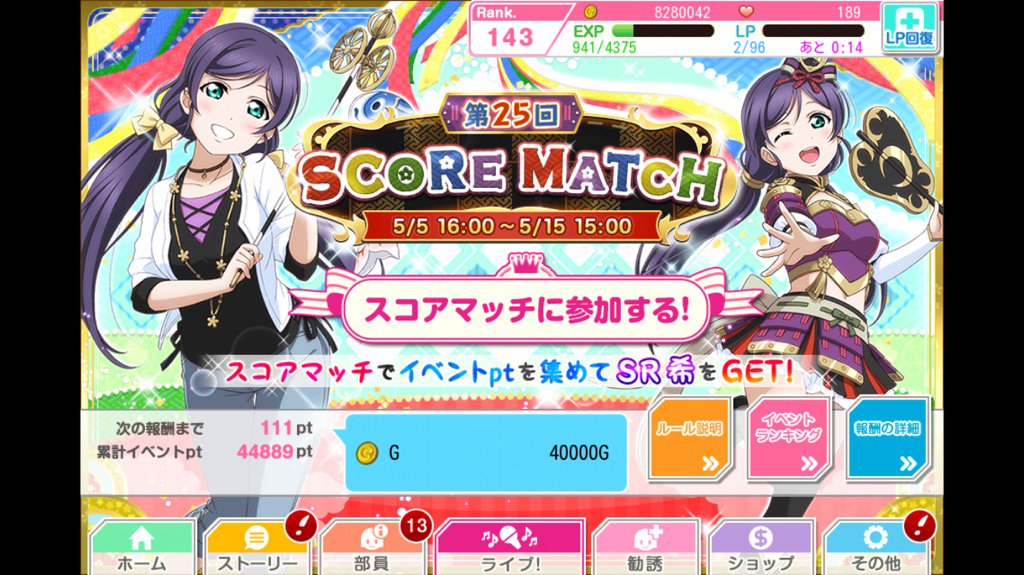 Rank.
143
8280042
189
EXP
941/4375
LP
2/96
あと 0:14
LP回復
第25回
SCORE MATCH
5/5 16:00～5/15 15:00
スコアマッチに参加する!
スコアマッチでイベントptを集めてSR希をGET!
次の報酬まで 111pt
累計イベントpt 44889pt
G 40000G
ルール説明
イベント
ランキング
報酬の詳細
13
ホーム
ストーリー
部員
ライブ!
勧誘
ショップ
その他